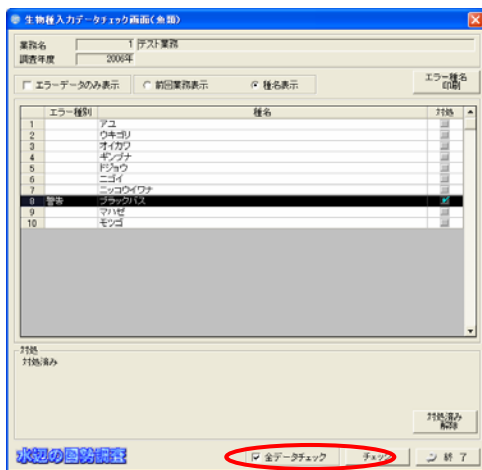 生物種入力データチェック画面(魚類)
業務名 1 テスト業務
調査年度 2006年
エラーデータのみ表示 前回業務表示 種名表示
エラー種名
印刷
エラー種別 種名 対処
1 アユ
2 ウキゴリ
3 オイカワ
4 ギンブナ
5 ドジョウ
6 ニゴイ
7 ニッコウイワナ
8 警告 ブラックバス
9 マハゼ
10 モツゴ
対処
対処済み
対処済み
解除
水辺の国勢調査 全データチェック チェック 終了